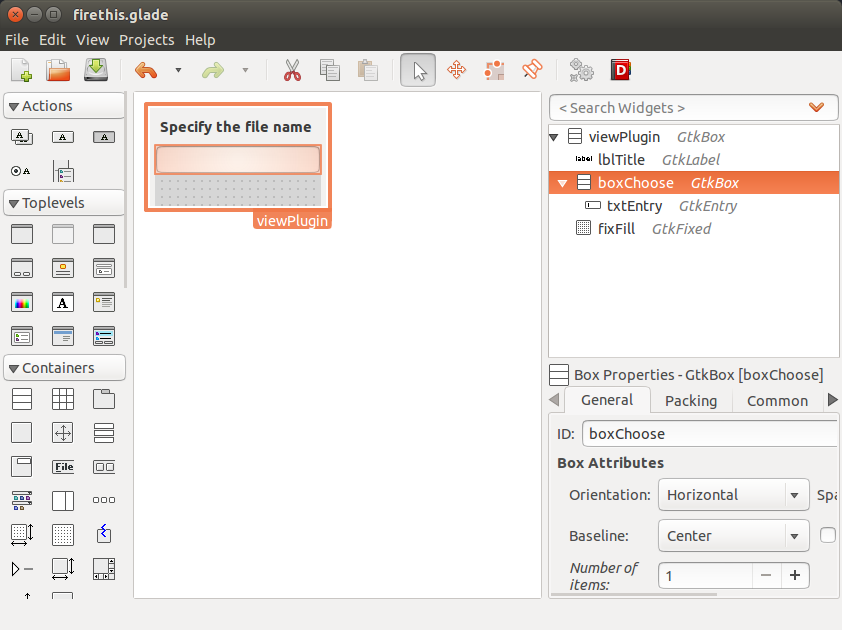 firethis.glade
File Edit View Projects Help
Actions
Toplevels
Containers
File
Specify the file name
viewPlugin
< Search Widgets >
viewPlugin GtkBox
label lblTitle GtkLabel
boxChoose GtkBox
txtEntry GtkEntry
fixFill GtkFixed
Box Properties - GtkBox [boxChoose]
General Packing Common
ID: boxChoose
Box Attributes
Orientation: Horizontal Spa
Baseline: Center
Number of
items: 1